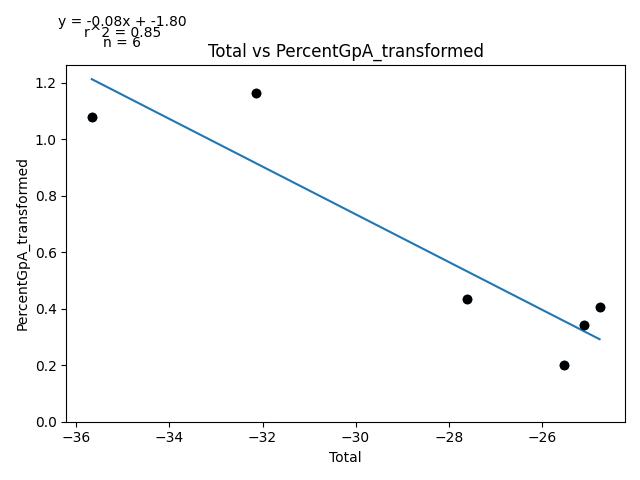 y = -0.08x + -1.80
r^2 = 0.85
n = 6
Total vs PercentGpA_transformed
1.2
1.0
0.8
0.6
0.4
0.2
0.0
PercentGpA_transformed
−36
−34
−32
−30
−28
−26
Total